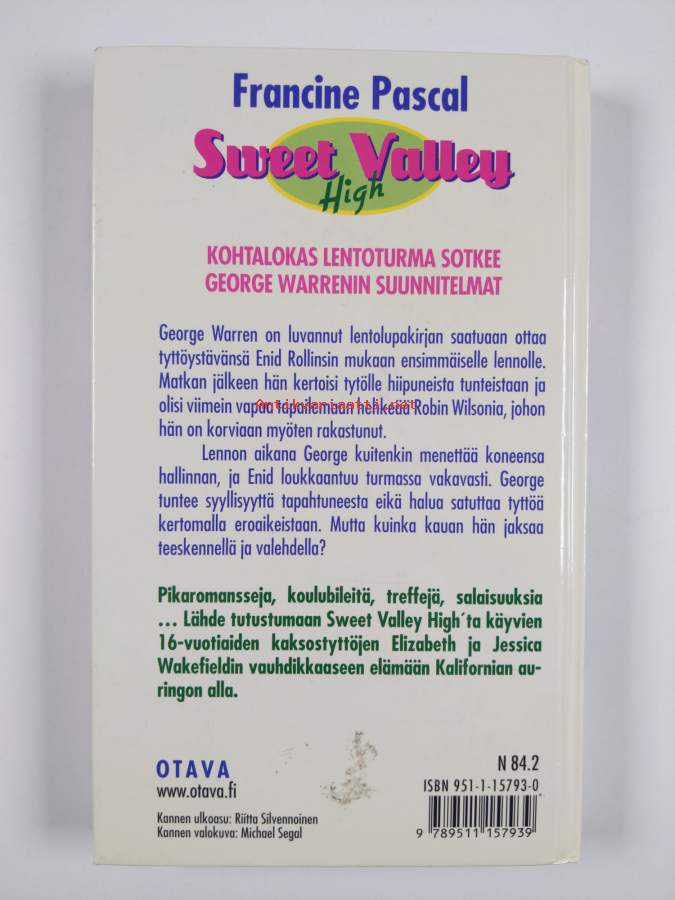 Francine Pascal
Sweet Valley
High
KOHTALOKAS LENTOTURMA SOTKEE
GEORGE WARRENIN SUUNNITELMAT
George Warren on luvannut lentolupakirjan saatuaan ottaa
tyttöystävänsä Enid Rollinsin mukaan ensimmäiselle lennolle.
Matkan jälkeen hän kertoisi tytölle hiipuneista tunteistaan ja
olisi viimein vapaa tapailemaan henkeää Robin Wilsonia, johon
Antikvariaatti.net
hän on korviaan myöten rakastunut.
Lennon aikana George kuitenkin menettää koneensa
hallinnan, ja Enid loukkaantuu turmassa vakavasti. George
tuntee syyllisyyttä tapahtuneesta eikä halua satuttaa tyttöä
kertomalla eroaikeistaan. Mutta kuinka kauan hän jaksaa
teeskennellä ja valehdella?
Pikaromansseja, koulubileitä, treffejä, salaisuuksia
... Lähde tutustumaan Sweet Valley High´ta käyvien
16-vuotiaiden kaksostyttöjen Elizabeth ja Jessica
Wakefieldin vauhdikkaaseen elämään Kalifornian au-
ringon alla.
OTAVA
www.otava.fi
Kannen ulkoasu: Riitta Silvennoinen
Kannen valokuva: Michael Segal
N 84.2
ISBN 951-1-15793-0
9 789511 157939